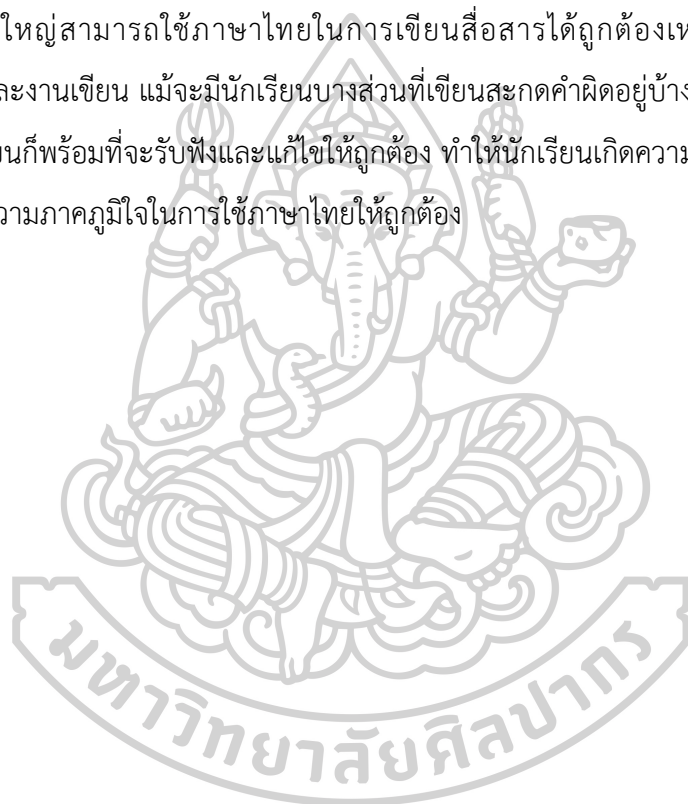 ใหญ่สามารถใช้ภาษาไทยในการเขียนสื่อสารได้ถูกต้องเห
ละงานเขียน แม้จะมีนักเรียนบางส่วนที่เขียนสะกดคำผิดอยู่บ้าง
ยนก็พร้อมที่จะรับฟังและแก้ไขให้ถูกต้อง ทำให้นักเรียนเกิดความ
วามภาคภูมิใจในการใช้ภาษาไทยให้ถูกต้อง
มหาวิทยาลัยศิลปากร